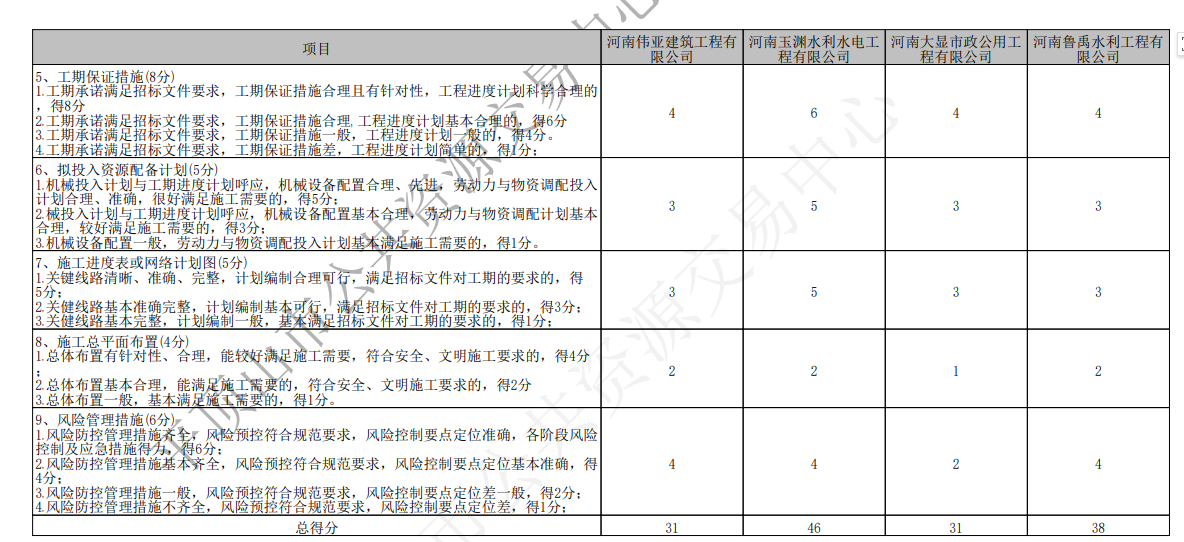 项目
河南伟亚建筑工程有
限公司
河南玉渊水利水电工
程有限公司
河南大显市政公用工
程有限公司
河南鲁禹水利工程有
限公司
5、工期保证措施(8分)
1.工期承诺满足招标文件要求，工期保证措施合理且有针对性，工程进度计划科学合理的
，得8分
2.工期承诺满足招标文件要求，工期保证措施合理,工程进度计划基本合理的，得6分
3.工期承诺满足招标文件要求，工期保证措施一般，工程进度计划一般的，得4分。
4.工期承诺满足招标文件要求，工期保证措施差，工程进度计划简单的，得1分；
4
6
4
4
6、拟投入资源配备计划(5分)
1.机械投入计划与工期进度计划呼应，机械设备配置合理、先进，劳动力与物资调配投入
计划合理、准确，很好满足施工需要的，得5分；
2.械投入计划与工期进度计划呼应，机械设备配置基本合理，劳动力与物资调配计划基本
合理，较好满足施工需要的，得3分；
3.机械设备配置一般，劳动力与物资调配投入计划基本满足施工需要的，得1分。
3
5
3
3
7、施工进度表或网络计划图(5分)
1.关键线路清晰、准确、完整，计划编制合理可行，满足招标文件对工期的要求的，得
5分；
2.关健线路基本准确完整，计划编制基本可行，满足招标文件对工期的要求的，得3分；
3.关健线路基本完整，计划编制一般，基本满足招标文件对工期的要求的，得1分；
3
5
3
3
8、施工总平面布置(4分)
1.总体布置有针对性、合理，能较好满足施工需要，符合安全、文明施工要求的，得4分
；
2.总体布置基本合理，能满足施工需要的，符合安全、文明施工要求的，得2分
3.总体布置一般，基本满足施工需要的，得1分。
2
2
1
2
9、风险管理措施(6分)
1.风险防控管理措施齐全，风险预控符合规范要求，风险控制要点定位准确，各阶段风险
控制及应急措施得力，得6分；
2.风险防控管理措施基本齐全，风险预控符合规范要求，风险控制要点定位基本准确，得
4分；
3.风险防控管理措施一般，风险预控符合规范要求，风险控制要点定位差一般，得2分；
4.风险防控管理措施不齐全，风险预控符合规范要求，风险控制要点定位差，得1分；
4
4
2
4
总得分
31
46
31
38
平顶山市公共资源交易中心
市公共资源交易中心